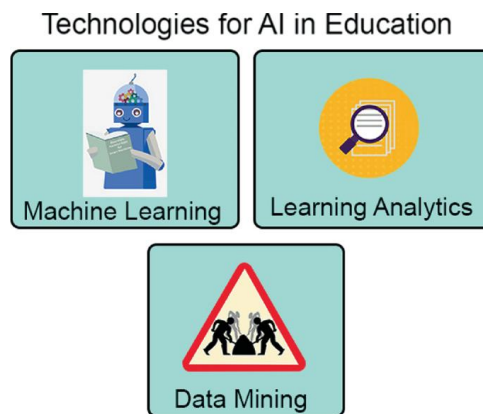 Technologies for AI in Education
Machine Learning
Learning Analytics
Data Mining